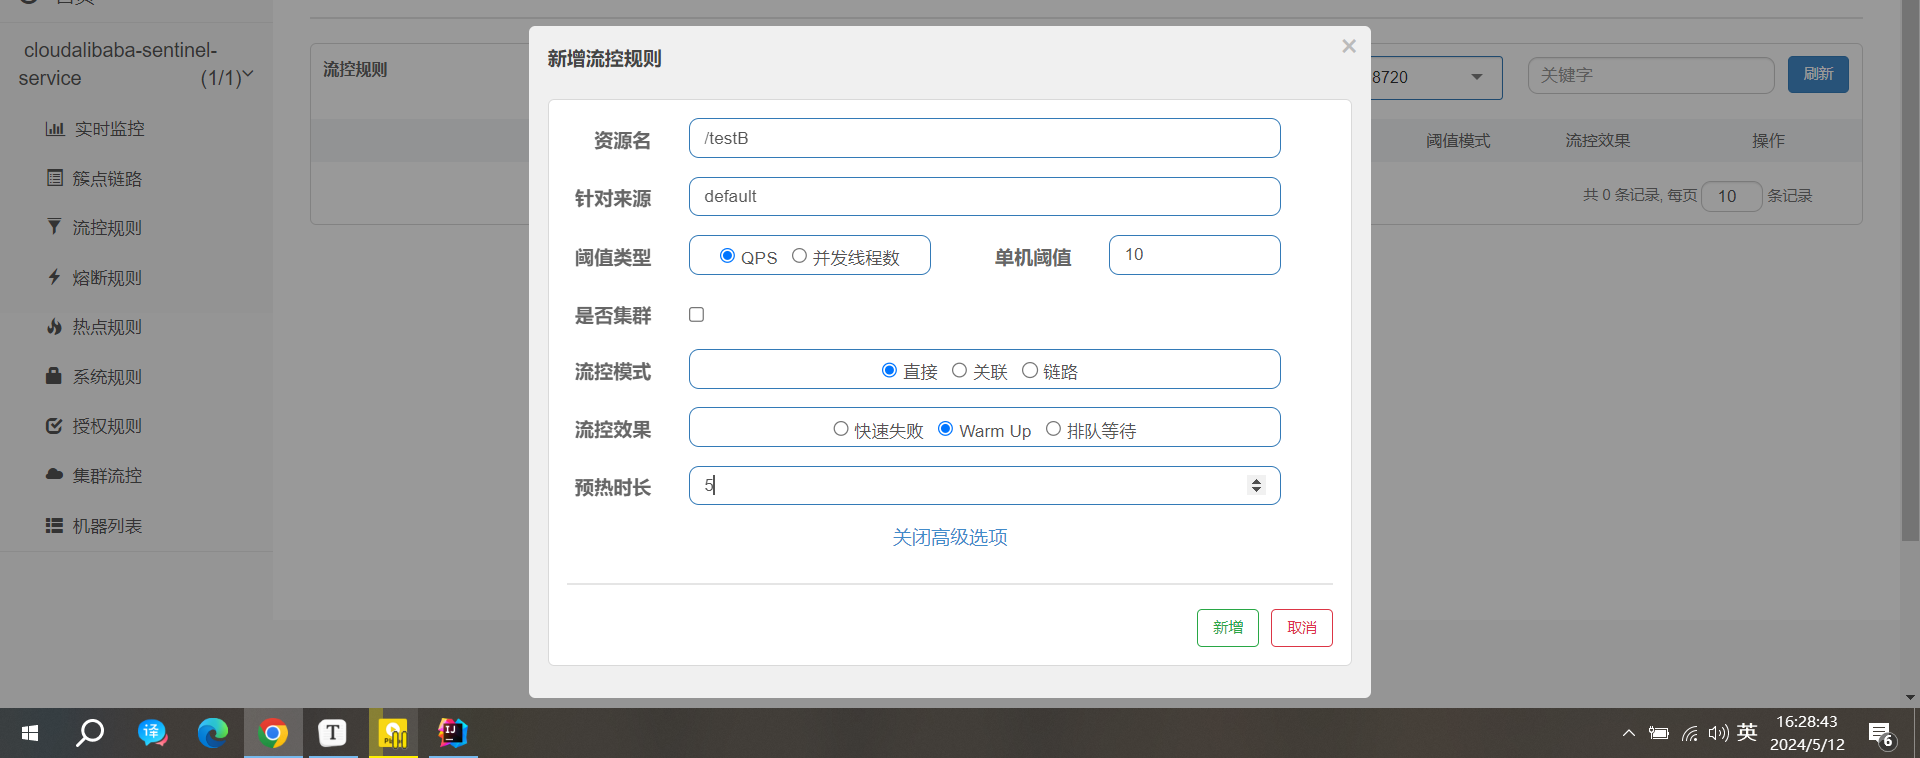 cloudalibaba-sentinel-
service (1/1)
实时监控
簇点链路
流控规则
熔断规则
热点规则
系统规则
授权规则
集群流控
机器列表
流控规则
8720
关键字
刷新
阈值模式 流控效果 操作
共 0 条记录, 每页 10 条记录
新增流控规则
×
资源名 /testB
针对来源 default
阈值类型 QPS 并发线程数 单机阈值 10
是否集群
流控模式 直接 关联 链路
流控效果 快速失败 Warm Up 排队等待
预热时长 5
关闭高级选项
新增 取消
译 T IJ 英 16:28:43
2024/5/12 6